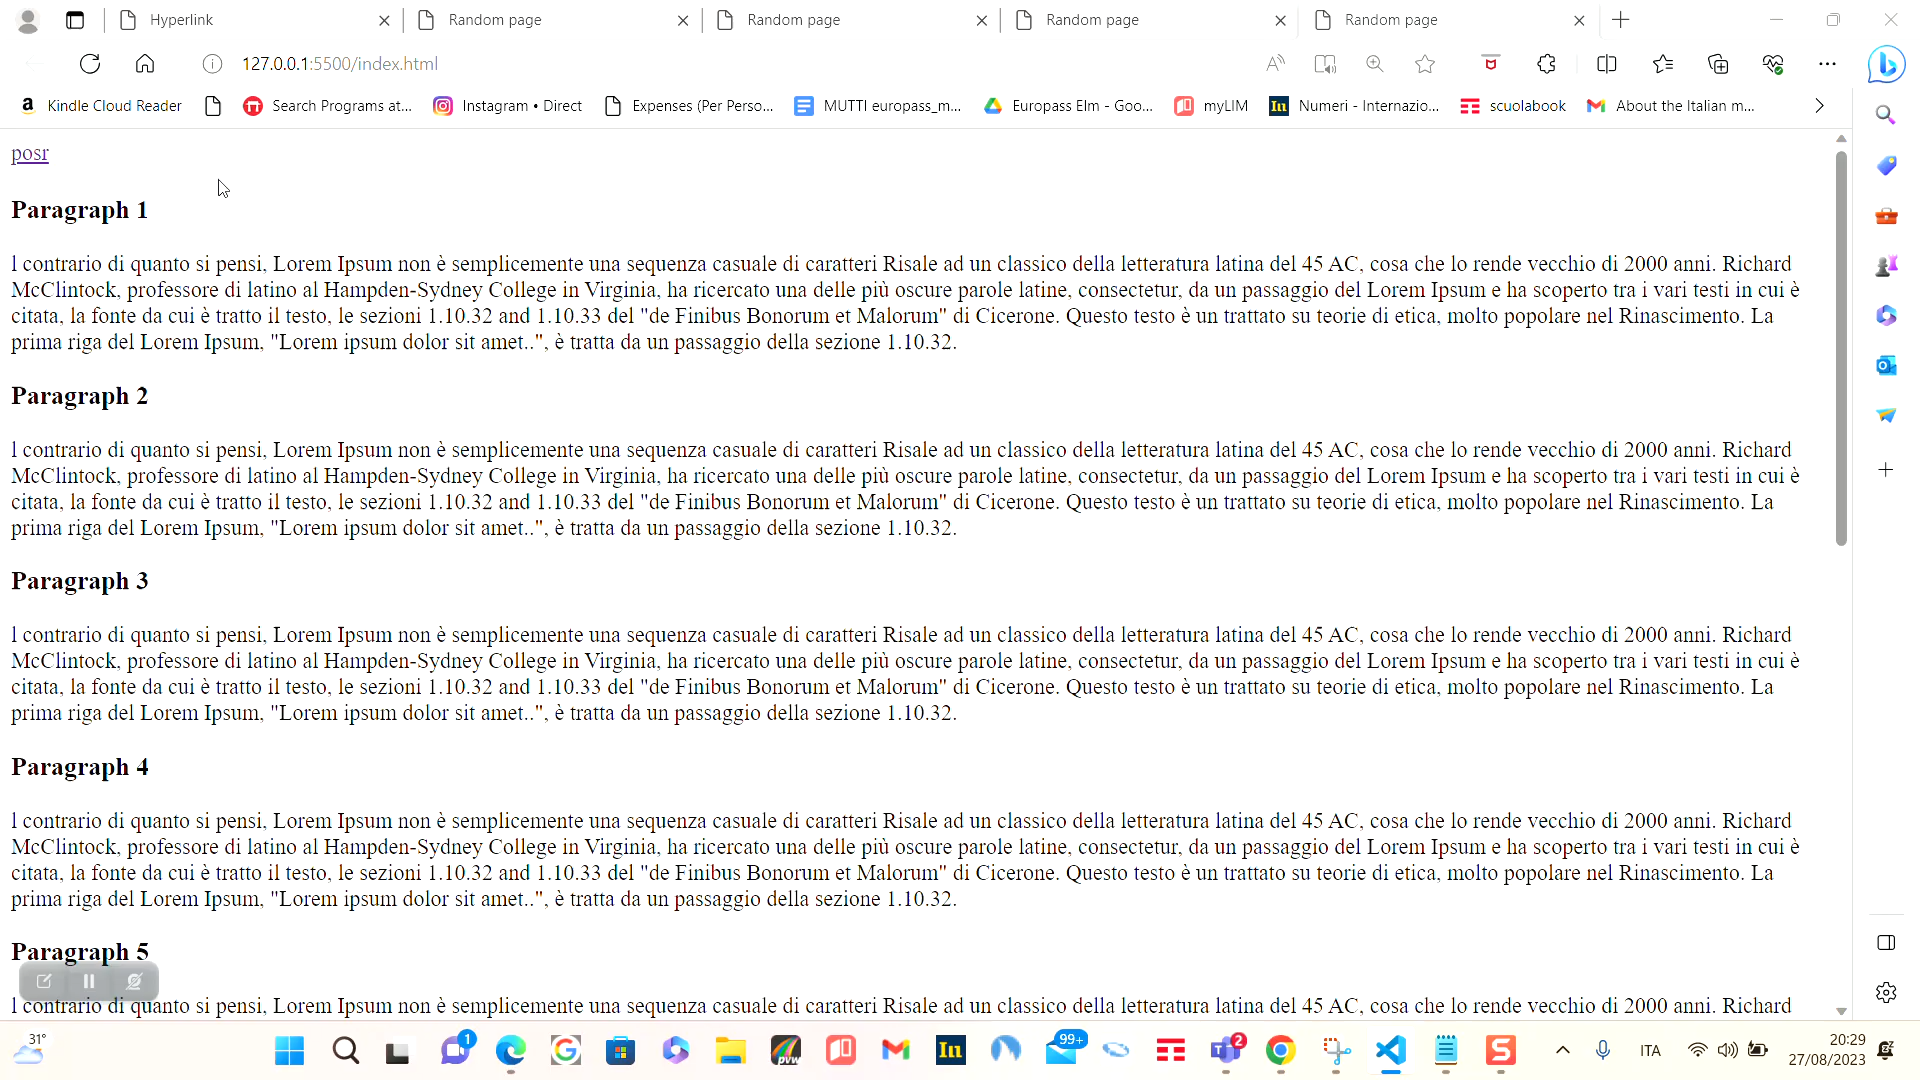 Hyperlink
Random page
Random page
Random page
Random page
127.0.0.1:5500/index.html
Kindle Cloud Reader
Search Programs at...
Instagram • Direct
Expenses (Per Perso...
MUTTI europass_m...
Europass Elm - Goo...
myLIM
Numeri - Internazio...
scuolabook
About the Italian m...
posr
Paragraph 1
l contrario di quanto si pensi, Lorem Ipsum non è semplicemente una sequenza casuale di caratteri Risale ad un classico della letteratura latina del 45 AC, cosa che lo rende vecchio di 2000 anni. Richard
McClintock, professore di latino al Hampden-Sydney College in Virginia, ha ricercato una delle più oscure parole latine, consectetur, da un passaggio del Lorem Ipsum e ha scoperto tra i vari testi in cui è
citata, la fonte da cui è tratto il testo, le sezioni 1.10.32 and 1.10.33 del "de Finibus Bonorum et Malorum" di Cicerone. Questo testo è un trattato su teorie di etica, molto popolare nel Rinascimento. La
prima riga del Lorem Ipsum, "Lorem ipsum dolor sit amet..", è tratta da un passaggio della sezione 1.10.32.
Paragraph 2
l contrario di quanto si pensi, Lorem Ipsum non è semplicemente una sequenza casuale di caratteri Risale ad un classico della letteratura latina del 45 AC, cosa che lo rende vecchio di 2000 anni. Richard
McClintock, professore di latino al Hampden-Sydney College in Virginia, ha ricercato una delle più oscure parole latine, consectetur, da un passaggio del Lorem Ipsum e ha scoperto tra i vari testi in cui è
citata, la fonte da cui è tratto il testo, le sezioni 1.10.32 and 1.10.33 del "de Finibus Bonorum et Malorum" di Cicerone. Questo testo è un trattato su teorie di etica, molto popolare nel Rinascimento. La
prima riga del Lorem Ipsum, "Lorem ipsum dolor sit amet..", è tratta da un passaggio della sezione 1.10.32.
Paragraph 3
l contrario di quanto si pensi, Lorem Ipsum non è semplicemente una sequenza casuale di caratteri Risale ad un classico della letteratura latina del 45 AC, cosa che lo rende vecchio di 2000 anni. Richard
McClintock, professore di latino al Hampden-Sydney College in Virginia, ha ricercato una delle più oscure parole latine, consectetur, da un passaggio del Lorem Ipsum e ha scoperto tra i vari testi in cui è
citata, la fonte da cui è tratto il testo, le sezioni 1.10.32 and 1.10.33 del "de Finibus Bonorum et Malorum" di Cicerone. Questo testo è un trattato su teorie di etica, molto popolare nel Rinascimento. La
prima riga del Lorem Ipsum, "Lorem ipsum dolor sit amet..", è tratta da un passaggio della sezione 1.10.32.
Paragraph 4
l contrario di quanto si pensi, Lorem Ipsum non è semplicemente una sequenza casuale di caratteri Risale ad un classico della letteratura latina del 45 AC, cosa che lo rende vecchio di 2000 anni. Richard
McClintock, professore di latino al Hampden-Sydney College in Virginia, ha ricercato una delle più oscure parole latine, consectetur, da un passaggio del Lorem Ipsum e ha scoperto tra i vari testi in cui è
citata, la fonte da cui è tratto il testo, le sezioni 1.10.32 and 1.10.33 del "de Finibus Bonorum et Malorum" di Cicerone. Questo testo è un trattato su teorie di etica, molto popolare nel Rinascimento. La
prima riga del Lorem Ipsum, "Lorem ipsum dolor sit amet..", è tratta da un passaggio della sezione 1.10.32.
Paragraph 5
l contrario di quanto si pensi, Lorem Ipsum non è semplicemente una sequenza casuale di caratteri Risale ad un classico della letteratura latina del 45 AC, cosa che lo rende vecchio di 2000 anni. Richard
31°
1
pvw
In
99+
2
ITA
20:29
27/08/2023